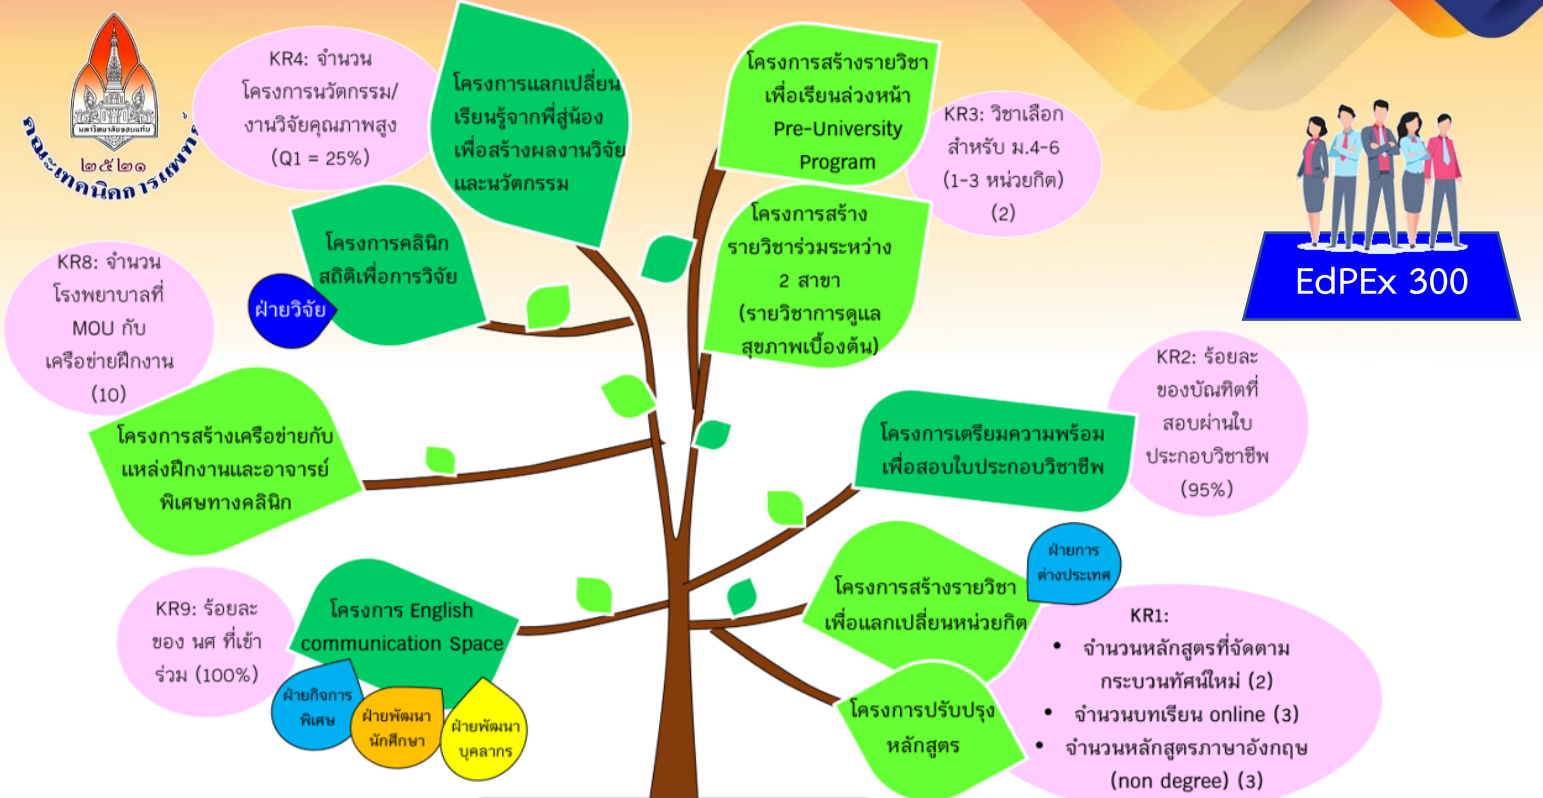 มหาวิทยาลัยขอนแก่น
๒๕๒๑
คณะเทคนิคการแพทย์
KR4: จำนวน
โครงการนวัตกรรม/
งานวิจัยคุณภาพสูง
(Q1 = 25%)
โครงการแลกเปลี่ยน
เรียนรู้จากพี่สู่น้อง
เพื่อสร้างผลงานวิจัย
และนวัตกรรม
โครงการสร้างรายวิชา
เพื่อเรียนล่วงหน้า
Pre-University
Program
KR3: วิชาเลือก
สำหรับ ม.4-6
(1-3 หน่วยกิต)
(2)
EdPEx 300
โครงการคลินิก
สถิติเพื่อการวิจัย
ฝ่ายวิจัย
โครงการสร้าง
รายวิชาร่วมระหว่าง
2 สาขา
(รายวิชาการดูแล
สุขภาพเบื้องต้น)
KR8: จำนวน
โรงพยาบาลที่
MOU กับ
เครือข่ายฝึกงาน
(10)
โครงการสร้างเครือข่ายกับ
แหล่งฝึกงานและอาจารย์
พิเศษทางคลินิก
โครงการเตรียมความพร้อม
เพื่อสอบใบประกอบวิชาชีพ
KR2: ร้อยละ
ของบัณฑิตที่
สอบผ่านใบ
ประกอบวิชาชีพ
(95%)
KR9: ร้อยละ
ของ นศ ที่เข้า
ร่วม (100%)
โครงการ English
communication Space
ฝ่ายกิจการ
พิเศษ
ฝ่ายพัฒนา
นักศึกษา
ฝ่ายพัฒนา
บุคลากร
โครงการสร้างรายวิชา
เพื่อแลกเปลี่ยนหน่วยกิต
ฝ่ายการ
ต่างประเทศ
โครงการปรับปรุง
หลักสูตร
KR1:
• จำนวนหลักสูตรที่จัดตาม
กระบวนทัศน์ใหม่ (2)
• จำนวนบทเรียน online (3)
• จำนวนหลักสูตรภาษาอังกฤษ
(non degree) (3)